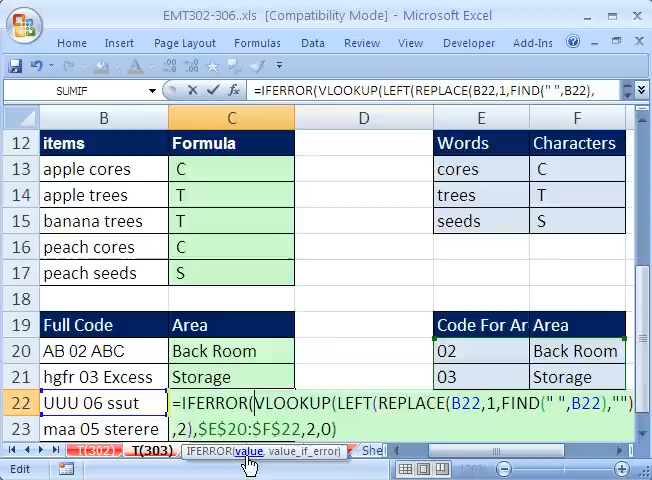 EMT302-306..xls [Compatibility Mode] - Microsoft Excel
Home Insert Page Layout Formulas Data Review View Developer Add-Ins
SUMIF =IFERROR(VLOOKUP(LEFT(REPLACE(B22,1,FIND(" ",B22),
B C D E F
12 items Formula Words Characters
13 apple cores C cores C
14 apple trees T trees T
15 banana trees T seeds S
16 peach cores C
17 peach seeds S
18
19 Full Code Area Code For Ar Area
20 AB 02 ABC Back Room 02 Back Room
21 hgfr 03 Excess Storage 03 Storage
22 UUU 06 ssut =IFERROR(VLOOKUP(LEFT(REPLACE(B22,1,FIND(" ",B22),"")
23 maa 05 sterere ,2),$E$20:$F$22,2,0)
T(302) T(303) IFERROR(value, value_if_error) She
Edit